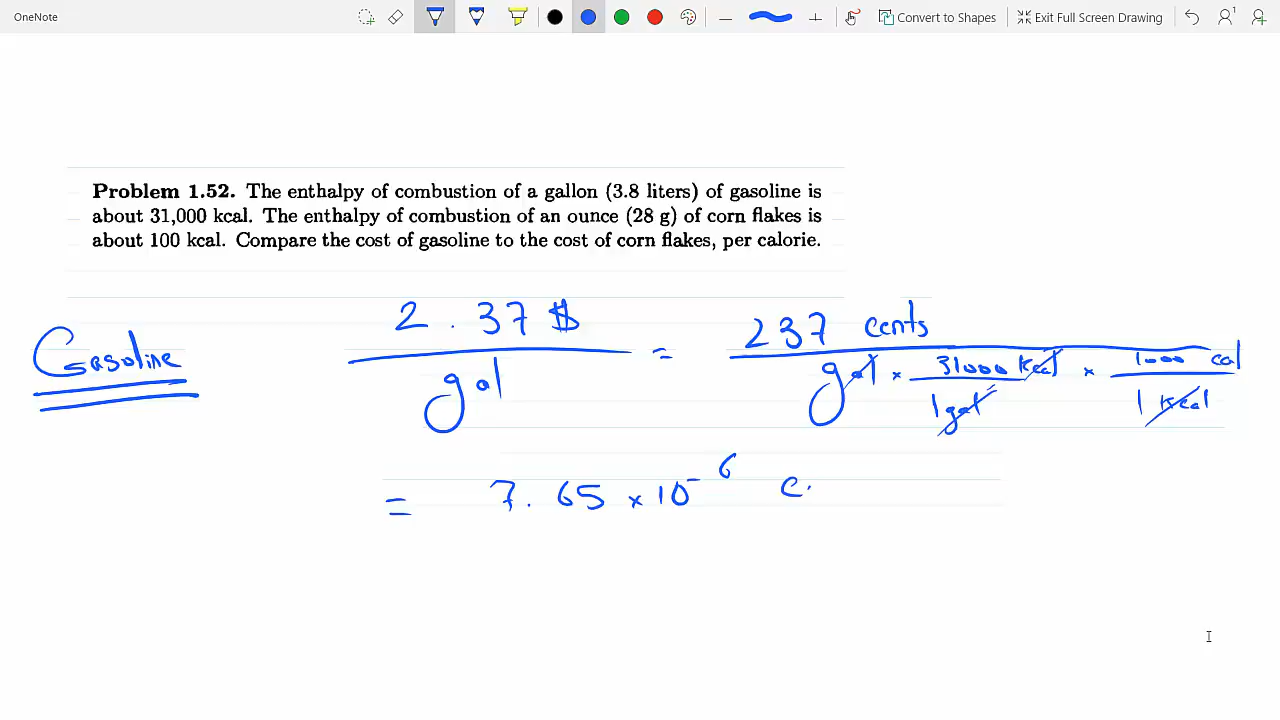 OneNote
Convert to Shapes Exit Full Screen Drawing
Problem 1.52. The enthalpy of combustion of a gallon (3.8 liters) of gasoline is
about 31,000 kcal. The enthalpy of combustion of an ounce (28 g) of corn flakes is
about 100 kcal. Compare the cost of gasoline to the cost of corn flakes, per calorie.
Gasoline
2.37 $ / gal = 237 cents / gal × 31000 Kcal / 1 gal × 1000 cal / 1 Kcal
= 7.65 × 10^-6 c